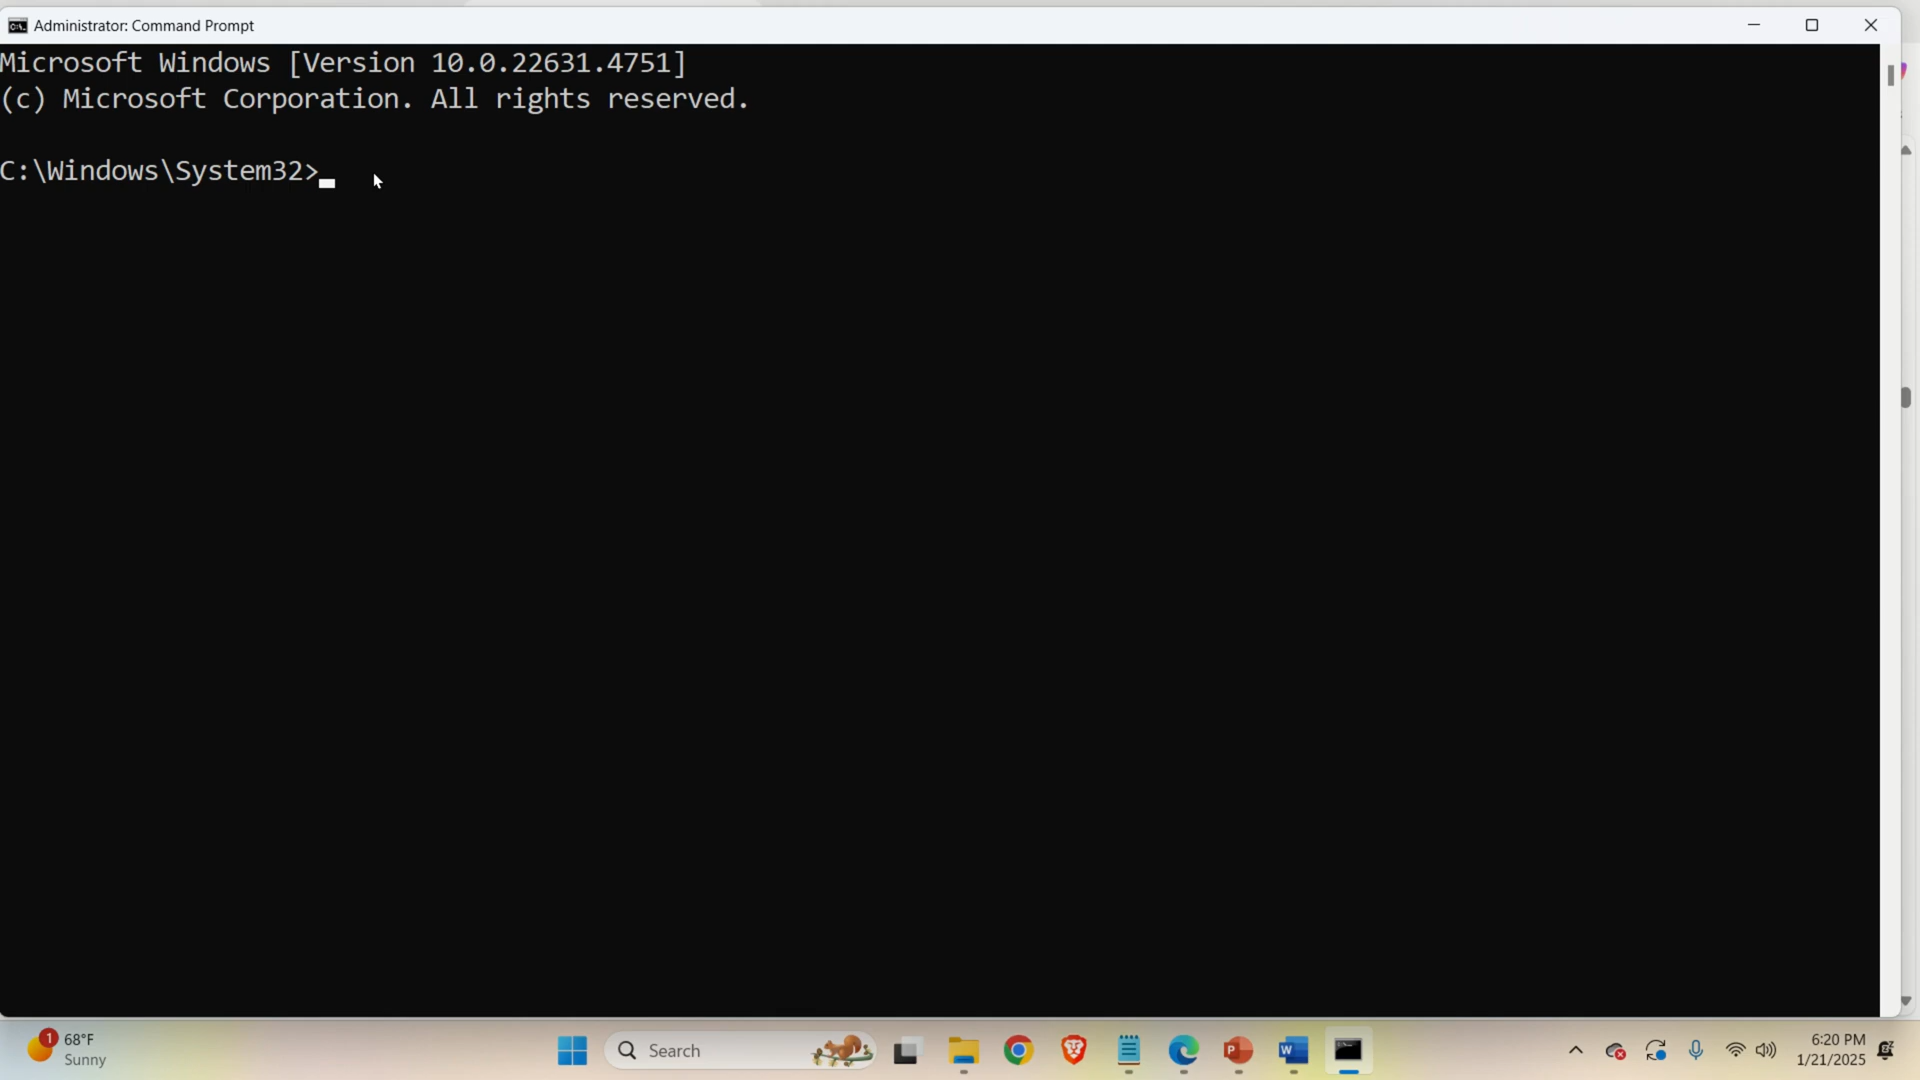 Administrator: Command Prompt
Microsoft Windows [Version 10.0.22631.4751]
(c) Microsoft Corporation. All rights reserved.
C:\Windows\System32>
1
68°F
Sunny
Search
P
W
6:20 PM
1/21/2025